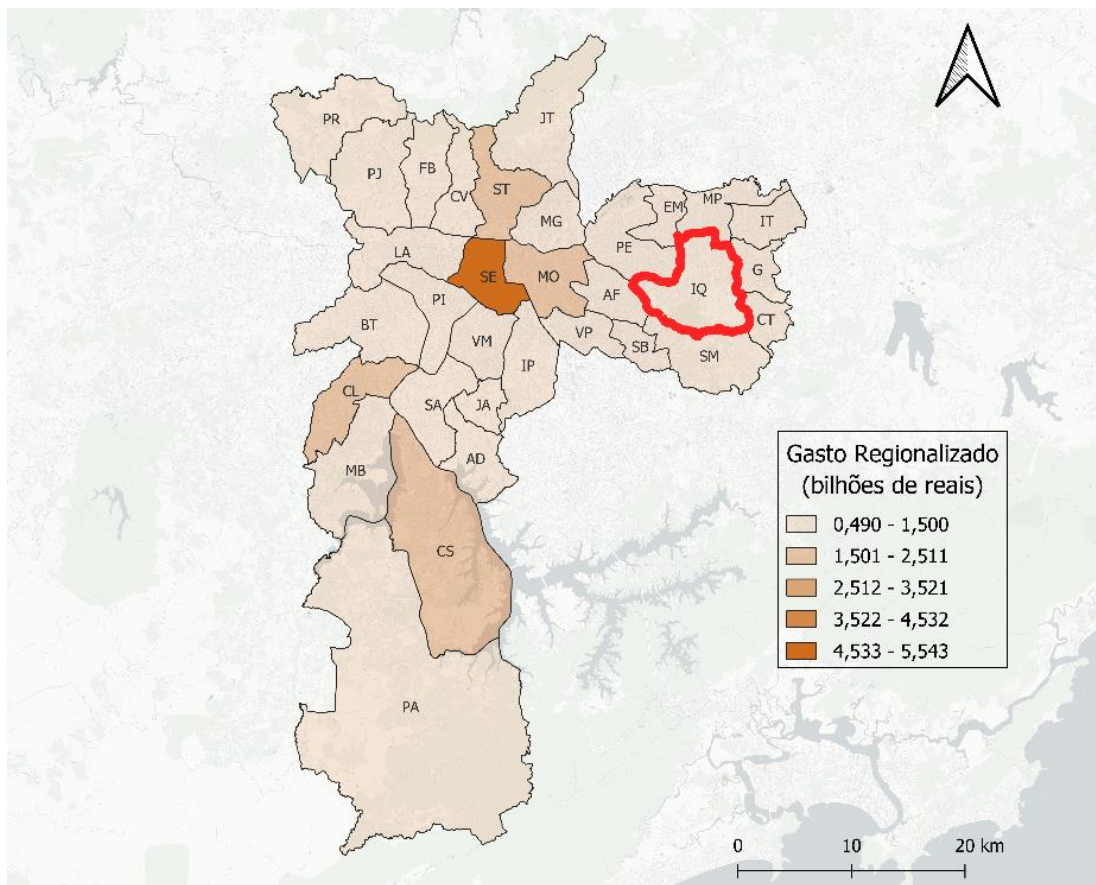 JT
PR
PJ
FB
CV
ST
MG
EM
MP
IT
PE
LA
SE
MO
AF
IQ
G
CT
PI
BT
VM
IP
VP
SB
SM
CL
SA
JA
MB
AD
CS
PA
Gasto Regionalizado
(bilhões de reais)
0,490 - 1,500
1,501 - 2,511
2,512 - 3,521
3,522 - 4,532
4,533 - 5,543
0 10 20 km